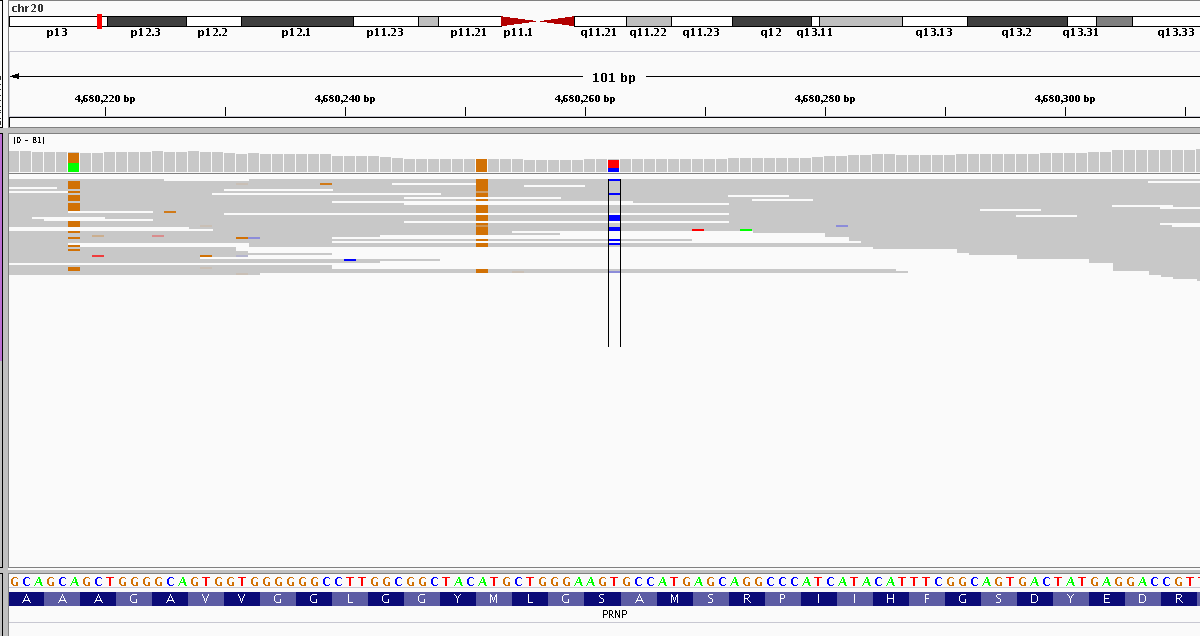 chr20
p13 p12.3 p12.2 p12.1 p11.23 p11.21 p11.1 q11.21 q11.22 q11.23 q12 q13.11 q13.13 q13.2 q13.31 q13.33
101 bp
4,680,220 bp 4,680,240 bp 4,680,260 bp 4,680,280 bp 4,680,300 bp
[0 - 81]
GCAGCAGCTGGGGCAGTGGTGGGGGGCCTTGGCGGCTACATGCTGGGAAGTGCCATGAGCAGGCCCATCATACATTTCGGCAGTGACTATGAGGACCGT
A A A G A V V G G L G G Y M L G S A M S R P I I H F G S D Y E D R
PRNP